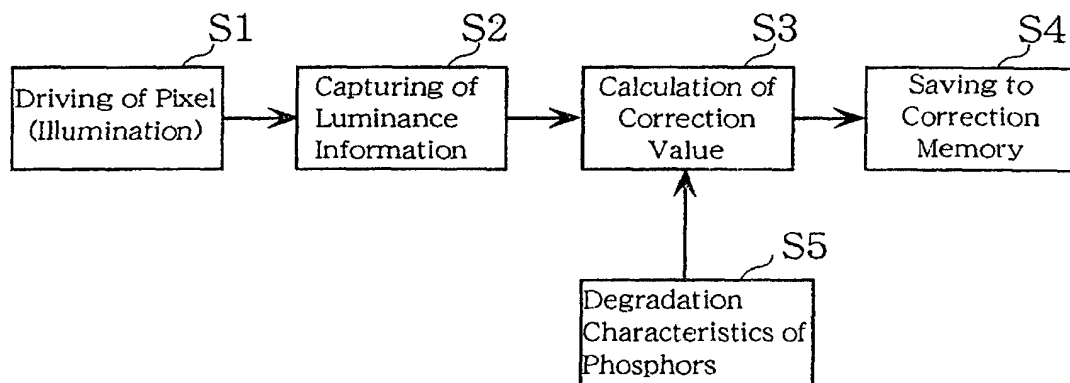 S1
Driving of Pixel
(Illumination)
S2
Capturing of
Luminance
Information
S3
Calculation of
Correction
Value
S4
Saving to
Correction
Memory
S5
Degradation
Characteristics of
Phosphors